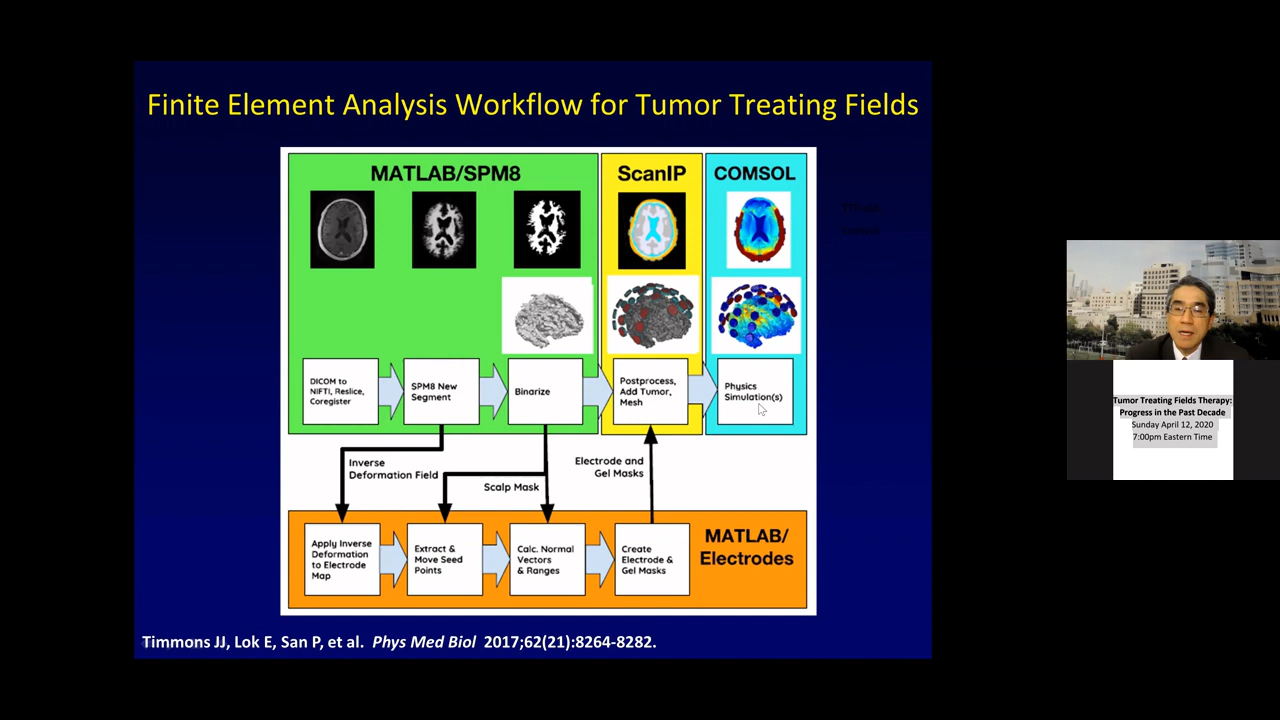 Finite Element Analysis Workflow for Tumor Treating Fields
MATLAB/SPM8
ScanIP
COMSOL
DICOM to
NIFTI, Reslice,
Coregister
SPM8 New
Segment
Binarize
Postprocess,
Add Tumor,
Mesh
Physics
Simulation(s)
Inverse
Deformation Field
Scalp Mask
Electrode and
Gel Masks
Apply Inverse
Deformation
to Electrode
Map
Extract &
Move Seed
Points
Calc. Normal
Vectors
& Ranges
Create
Electrode &
Gel Masks
MATLAB/
Electrodes
Timmons JJ, Lok E, San P, et al. Phys Med Biol 2017;62(21):8264-8282.
Tumor Treating Fields Therapy:
Progress in the Past Decade
Sunday April 12, 2020
7:00pm Eastern Time